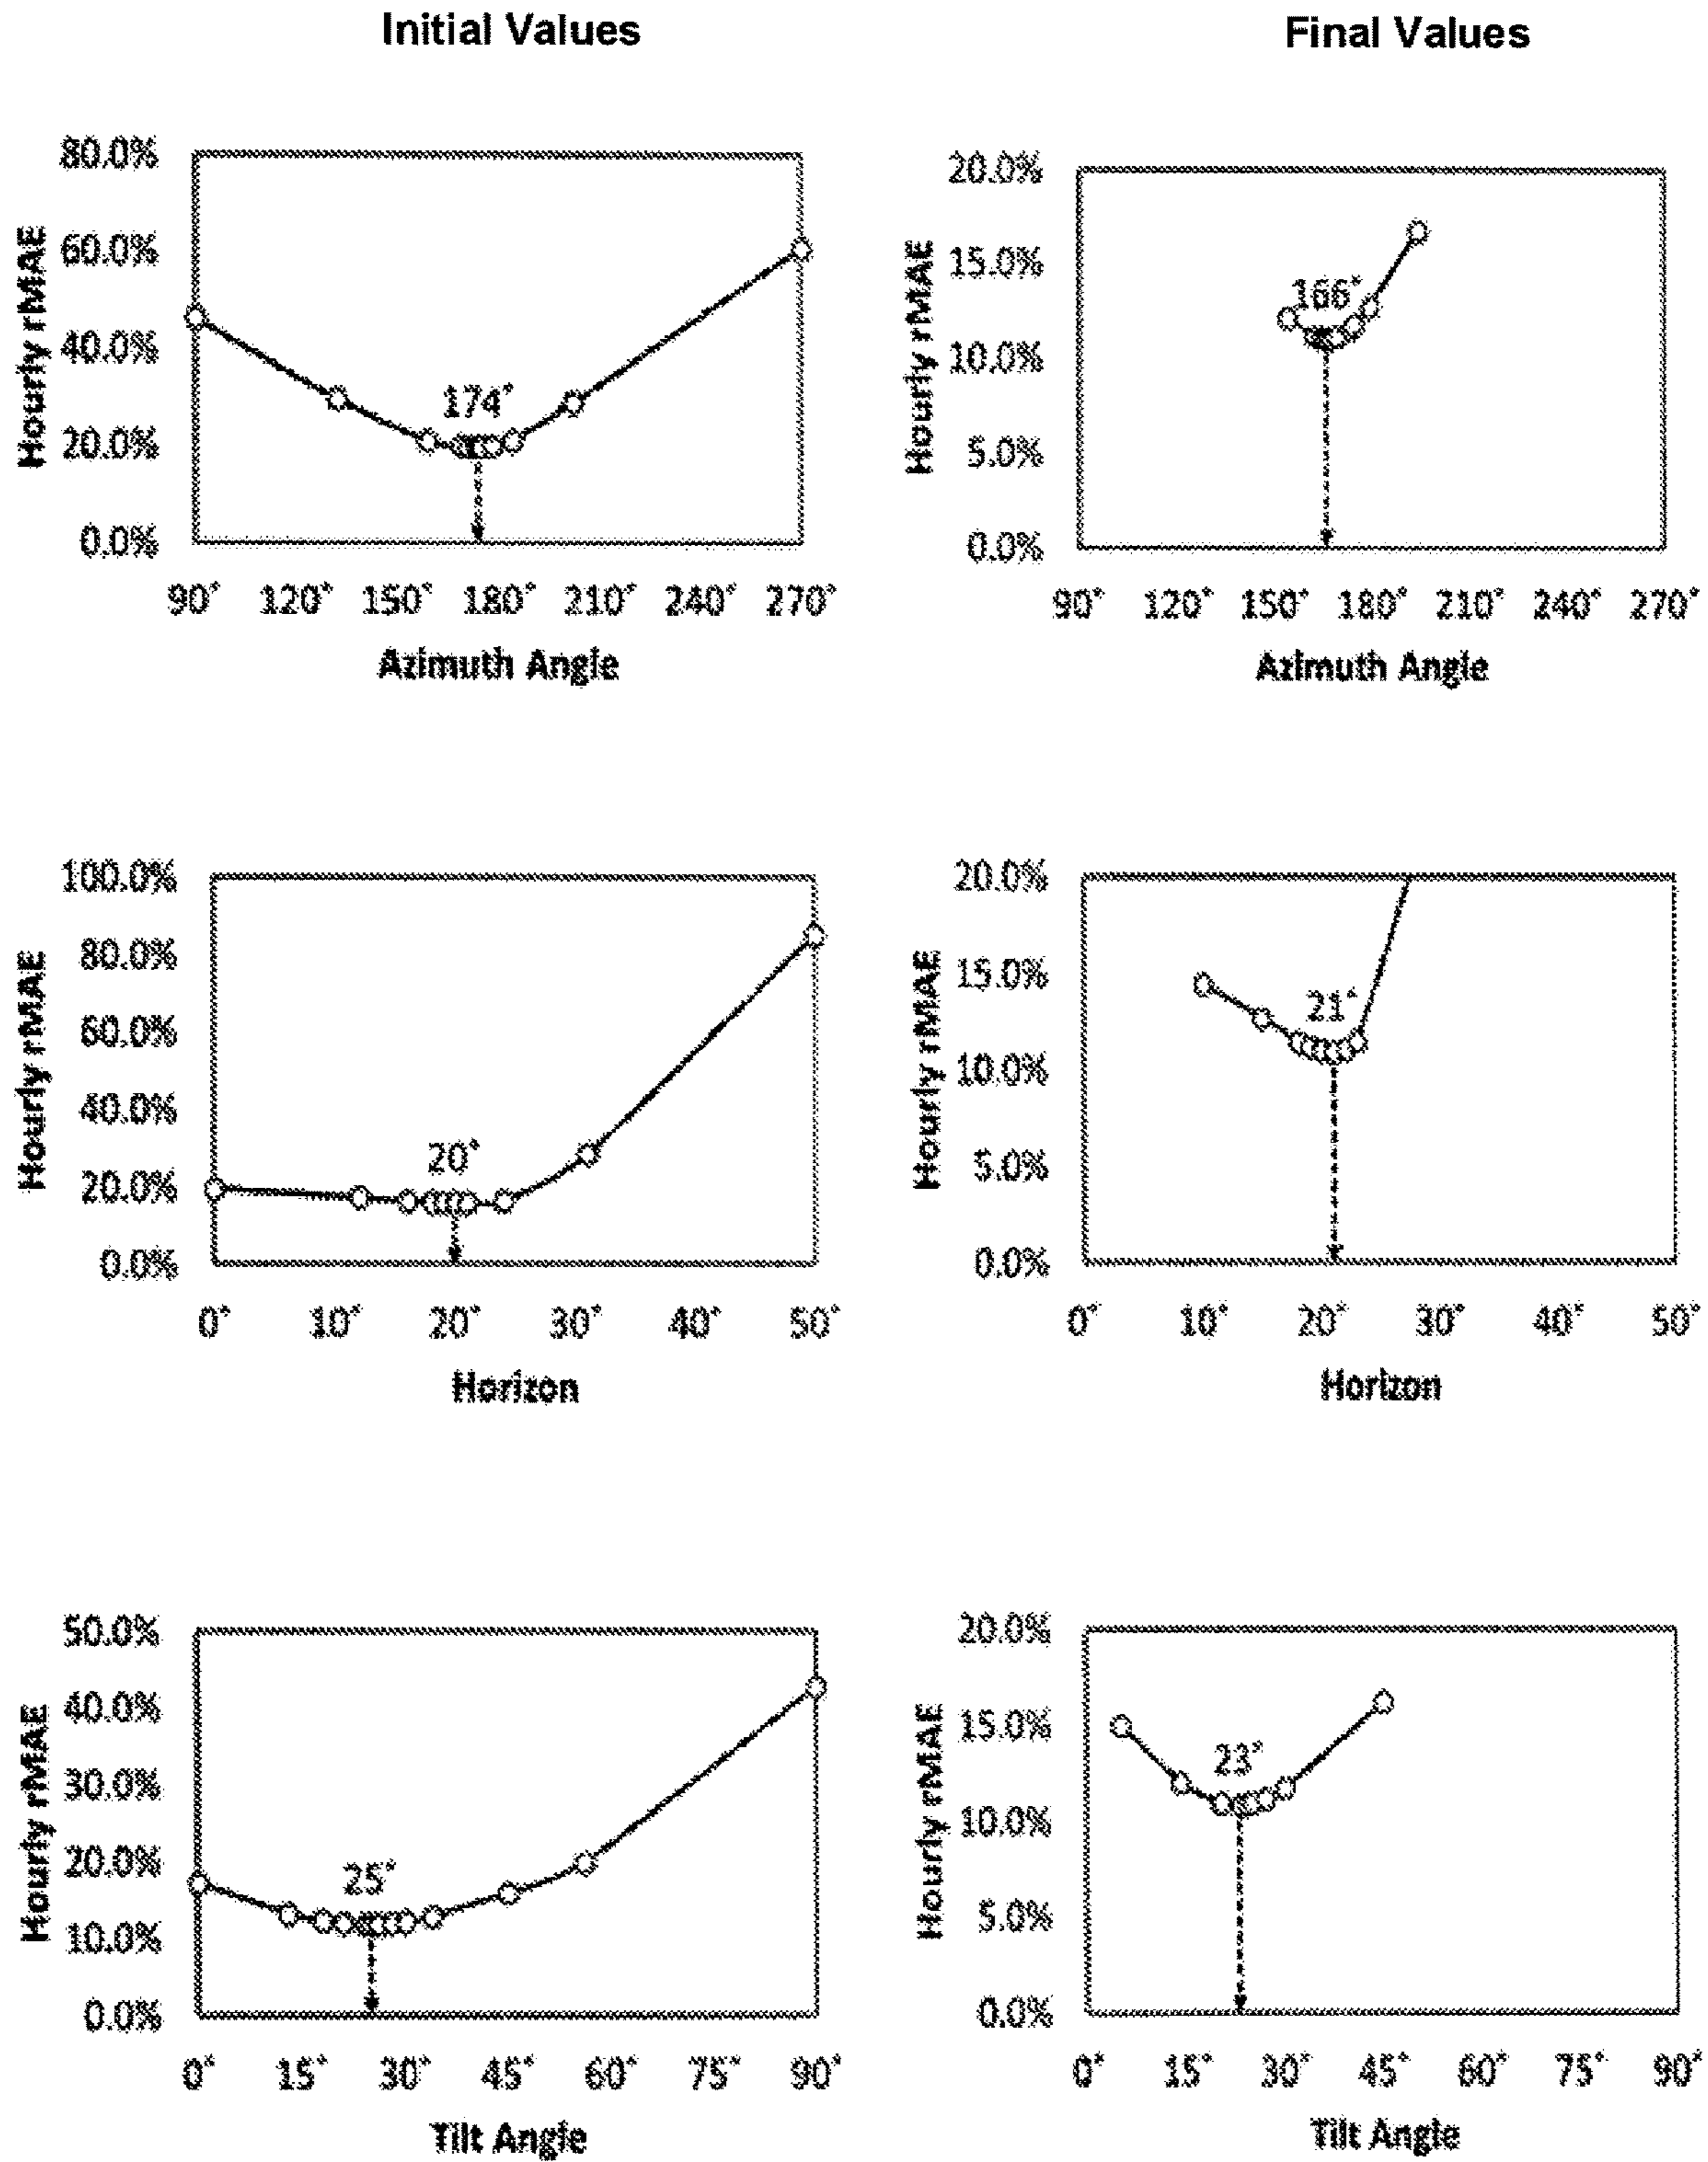 Initial Values
Final Values
80.0%
60.0%
40.0%
20.0%
0.0%
Hourly rMAE
174°
90° 120° 150° 180° 210° 240° 270°
Azimuth Angle
20.0%
15.0%
10.0%
5.0%
0.0%
Hourly rMAE
166°
90° 120° 150° 180° 210° 240° 270°
Azimuth Angle
100.0%
80.0%
60.0%
40.0%
20.0%
0.0%
Hourly rMAE
20°
0° 10° 20° 30° 40° 50°
Horizon
20.0%
15.0%
10.0%
5.0%
0.0%
Hourly rMAE
21°
0° 10° 20° 30° 40° 50°
Horizon
50.0%
40.0%
30.0%
20.0%
10.0%
0.0%
Hourly rMAE
25°
0° 15° 30° 45° 60° 75° 90°
Tilt Angle
20.0%
15.0%
10.0%
5.0%
0.0%
Hourly rMAE
23°
0° 15° 30° 45° 60° 75° 90°
Tilt Angle